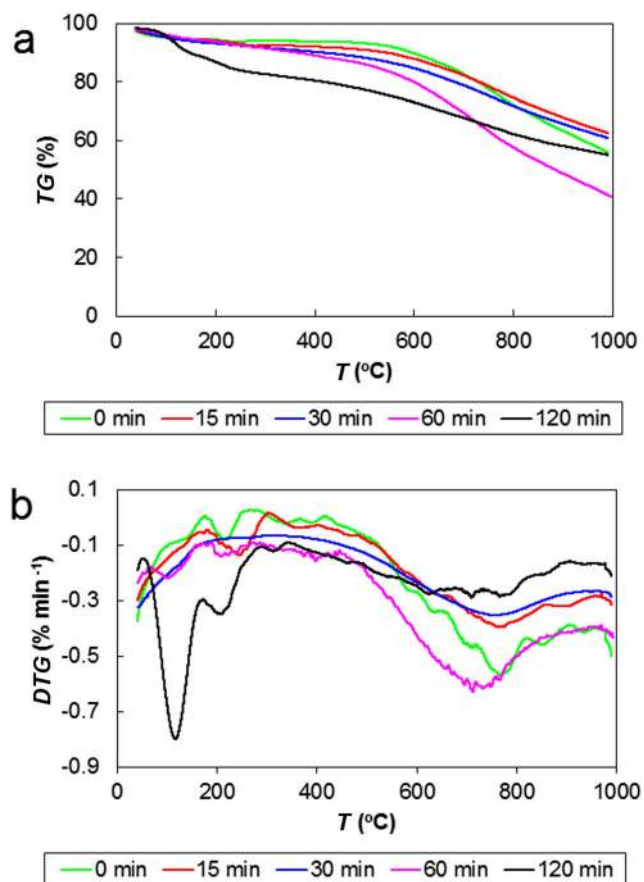 a
100
80
60
40
20
0
TG (%)
0 200 400 600 800 1000
T (ºC)
0 min 15 min 30 min 60 min 120 min
b
0.1
-0.1
-0.3
-0.5
-0.7
-0.9
DTG (% min -1)
0 200 400 600 800 1000
T (ºC)
0 min 15 min 30 min 60 min 120 min